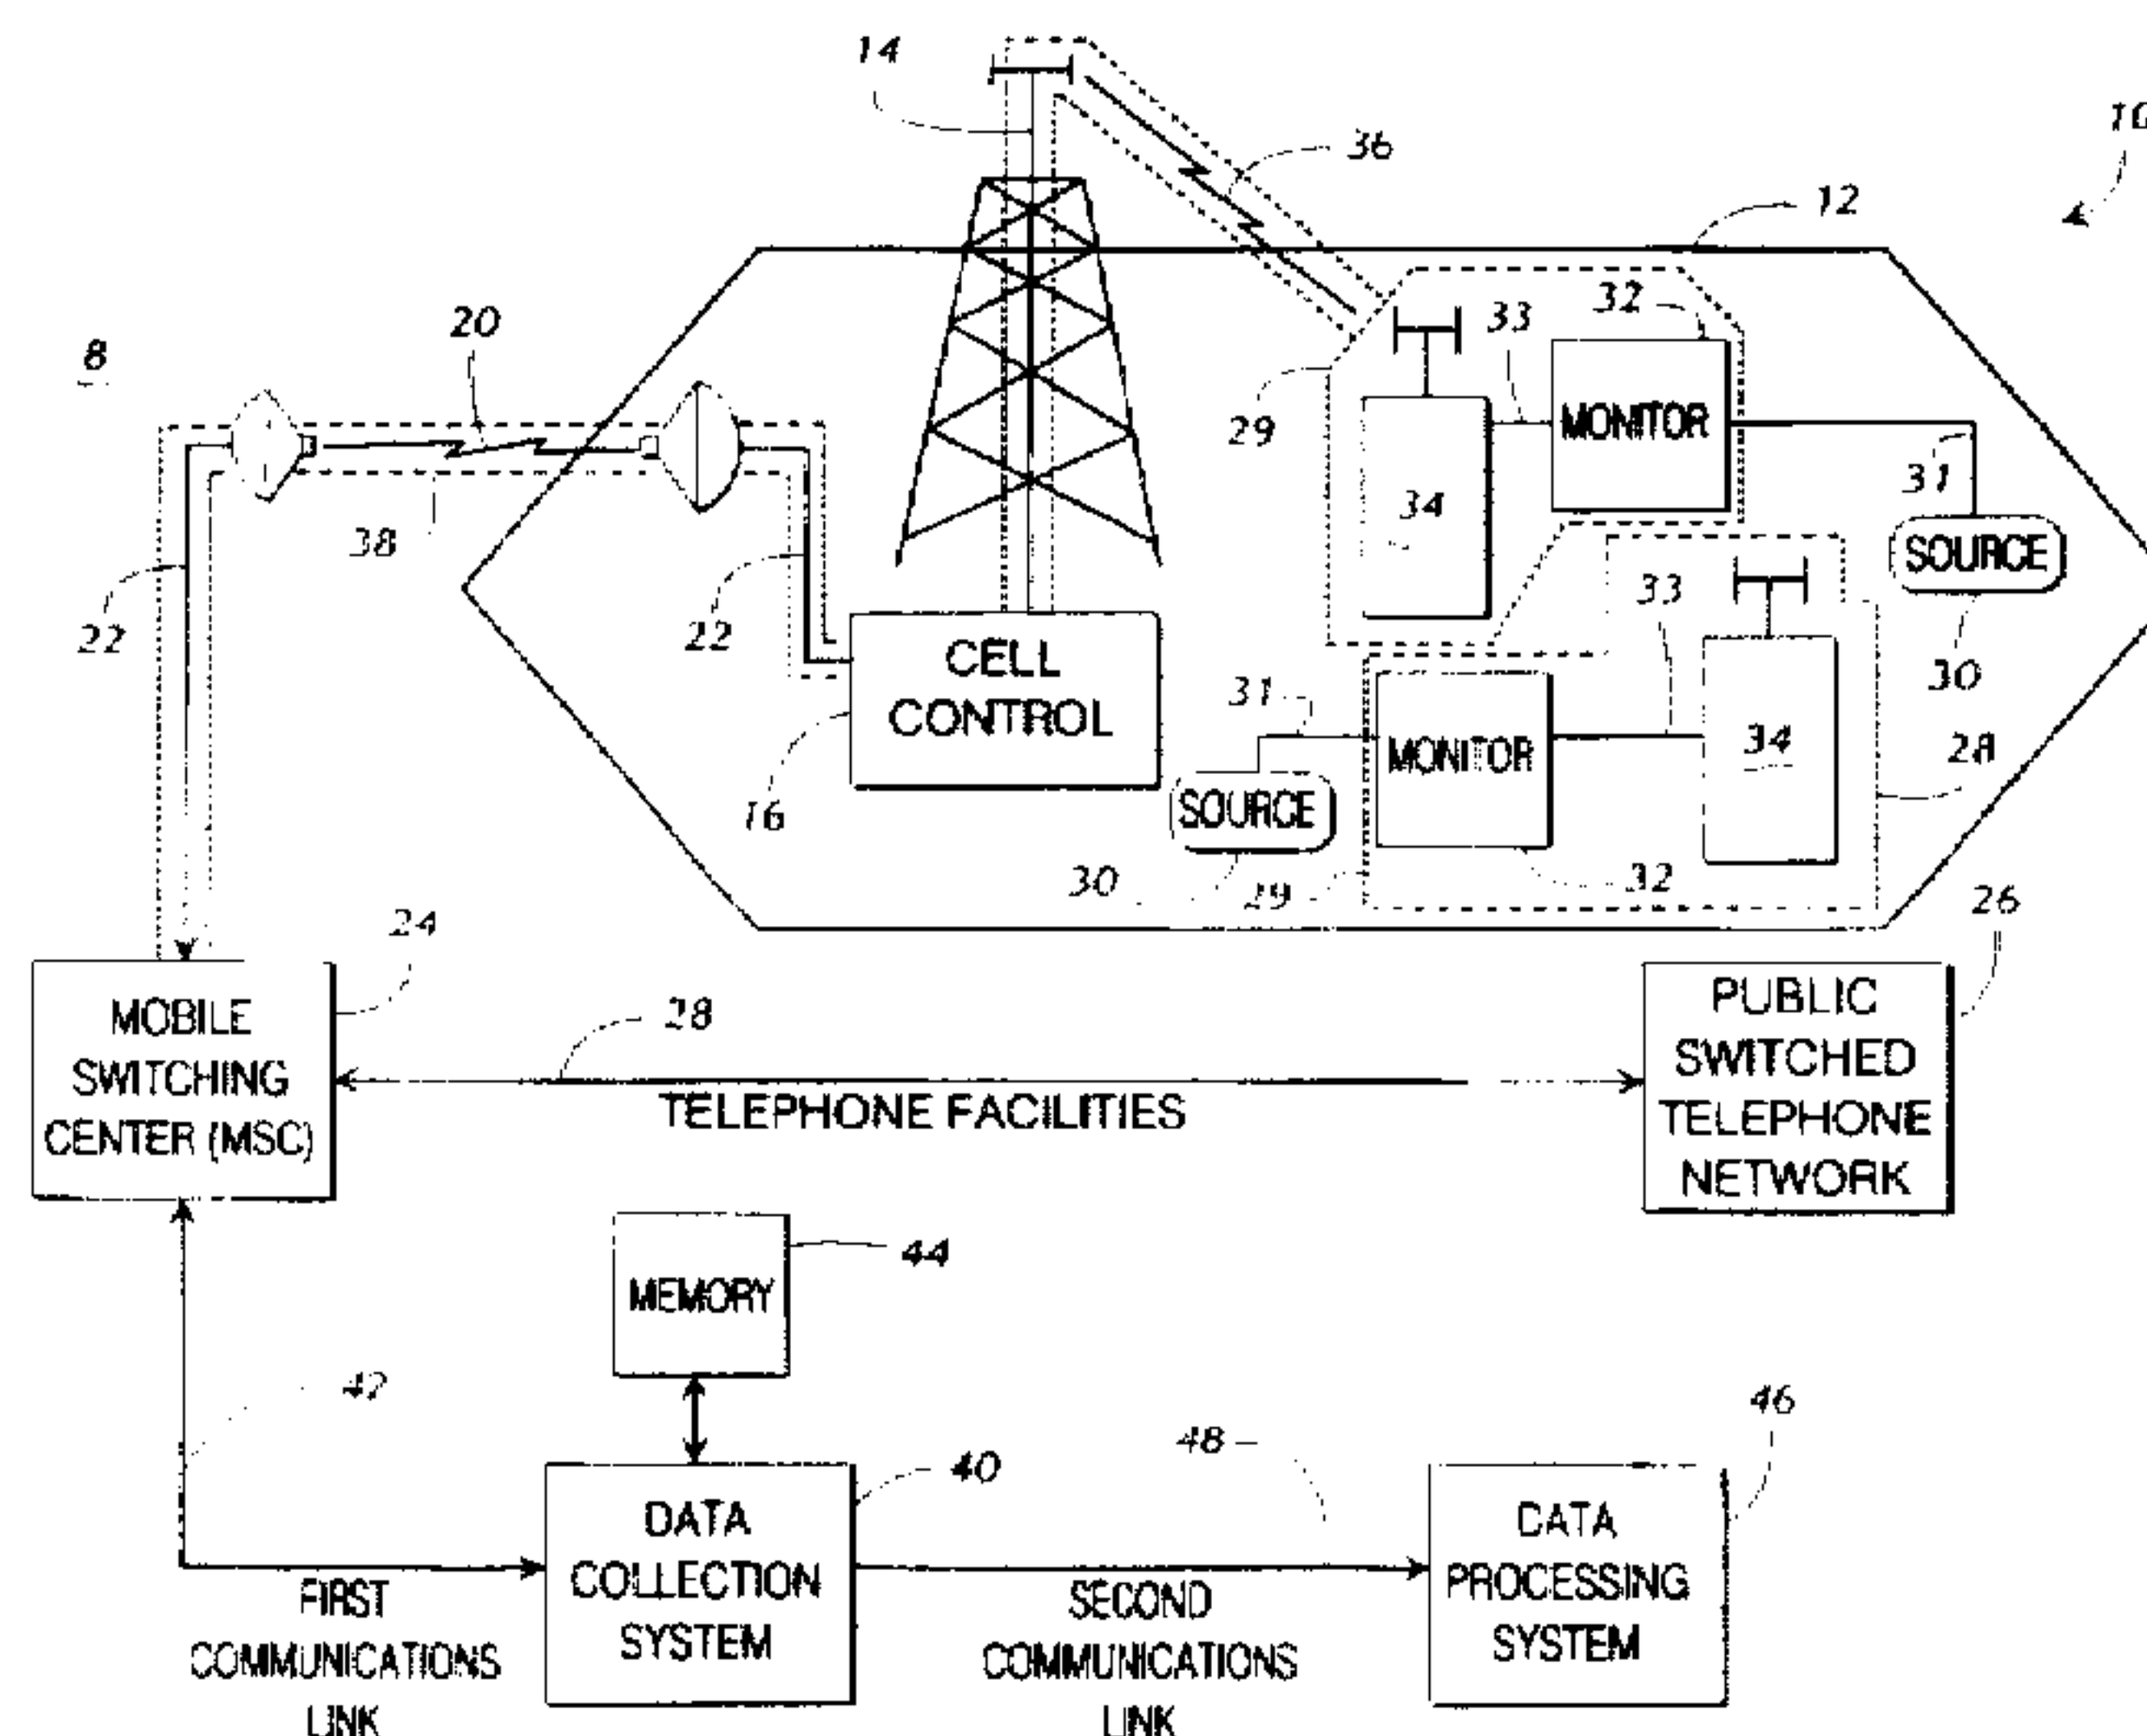 14
10
36
12
32
20
33
8
29
MONITOR
31
34
38
SOURCE
33
22
22
CELL
CONTROL
30
31
34
MONITOR
28
SOURCE
16
30
29
32
26
24
MOBILE
SWITCHING
CENTER (MSC)
28
TELEPHONE FACILITIES
PUBLIC
SWITCHED
TELEPHONE
NETWORK
44
MEMORY
42
46
48
40
DATA
COLLECTION
SYSTEM
DATA
PROCESSING
SYSTEM
FIRST
COMMUNICATIONS
LINK
SECOND
COMMUNICATIONS
LINK